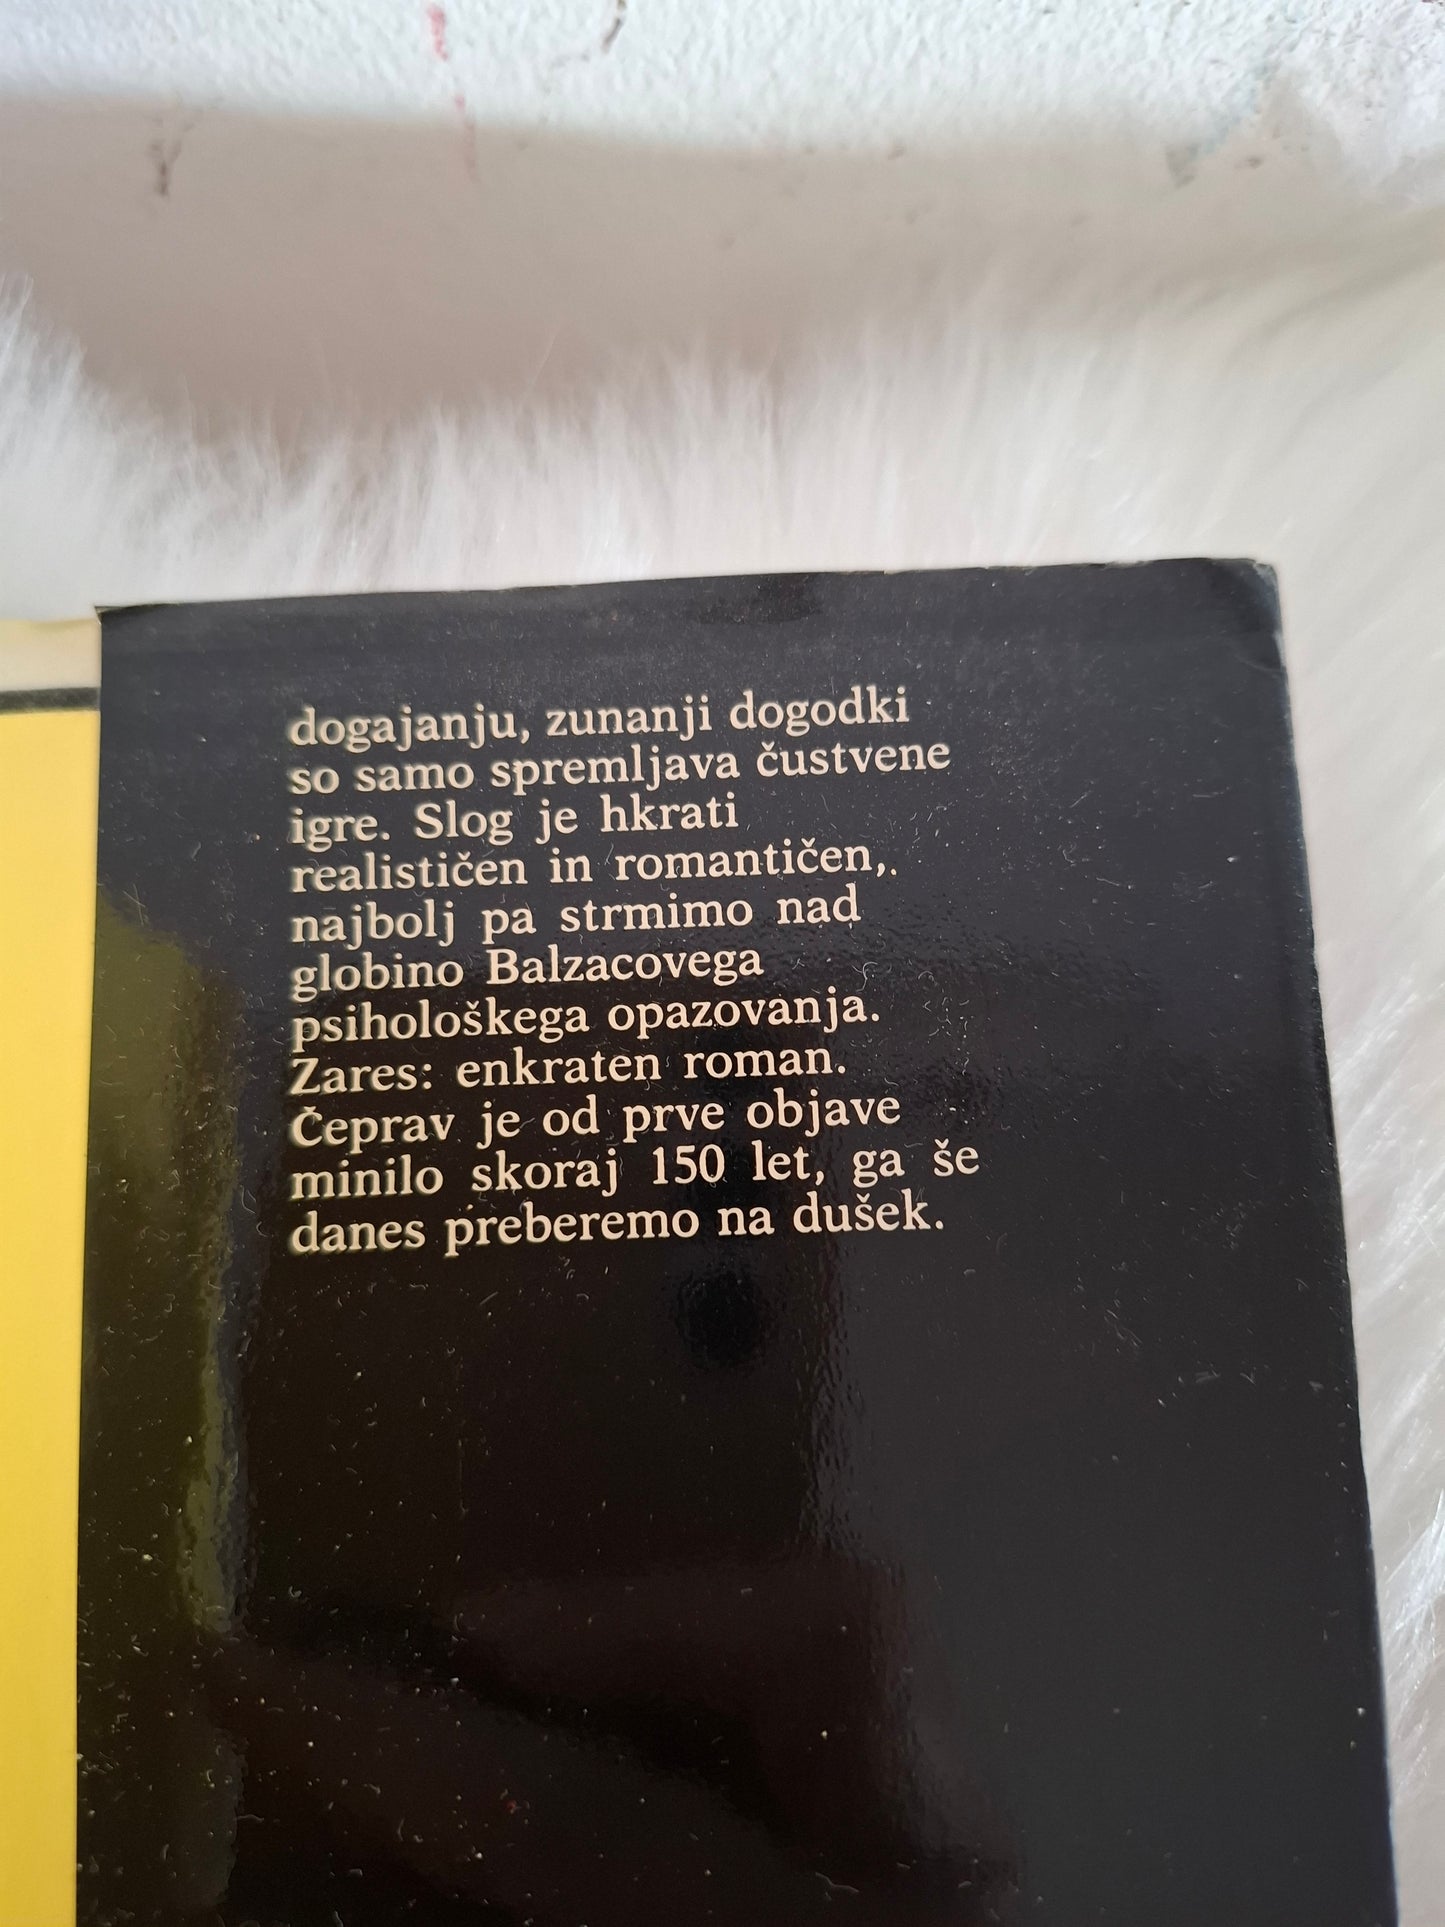 dogajanju, zunanji dogodki
so samo spremljava čustvene
igre. Slog je hkrati
realističen in romantičen,
najbolj pa strmimo nad
globino Balzacovega
psihološkega opazovanja.
Zares: enkraten roman.
Čeprav je od prve objave
minilo skoraj 150 let, ga še
danes preberemo na dušek.